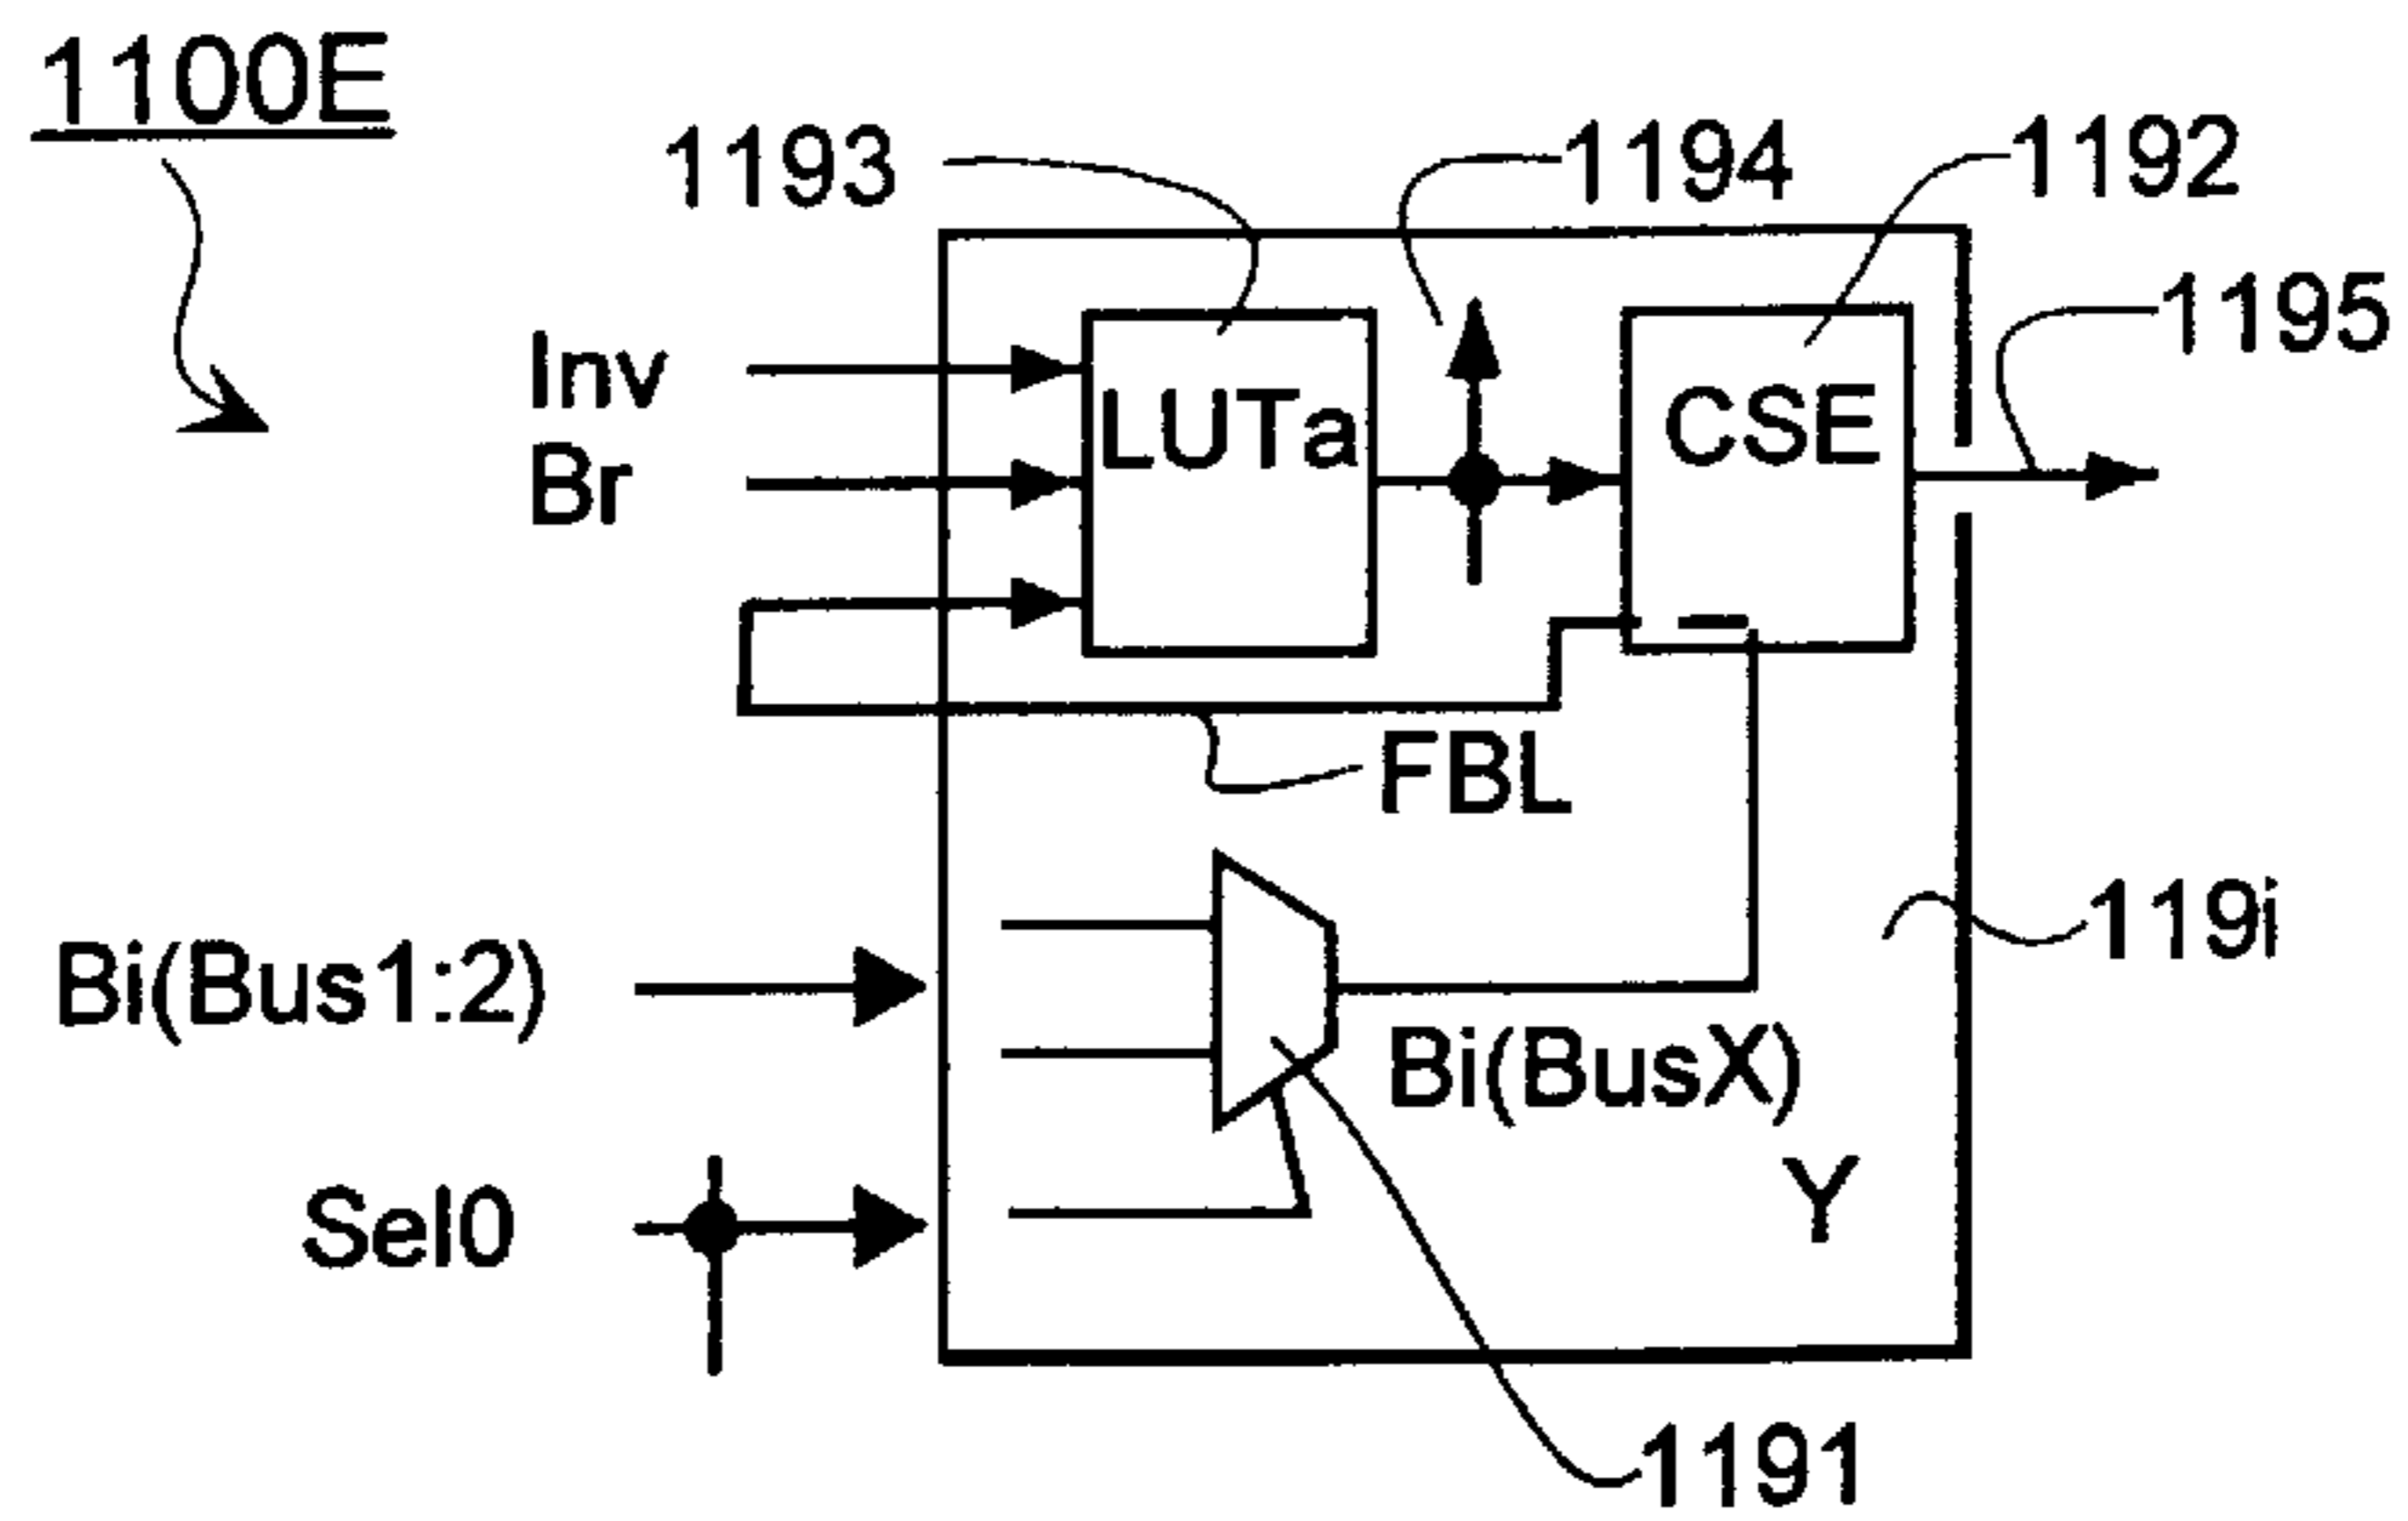 1100E
1193
1194
1192
1195
Inv
LUTa
CSE
Br
FBL
119i
Bi(Bus1:2)
Bi(BusX)
Sel0
Y
1191